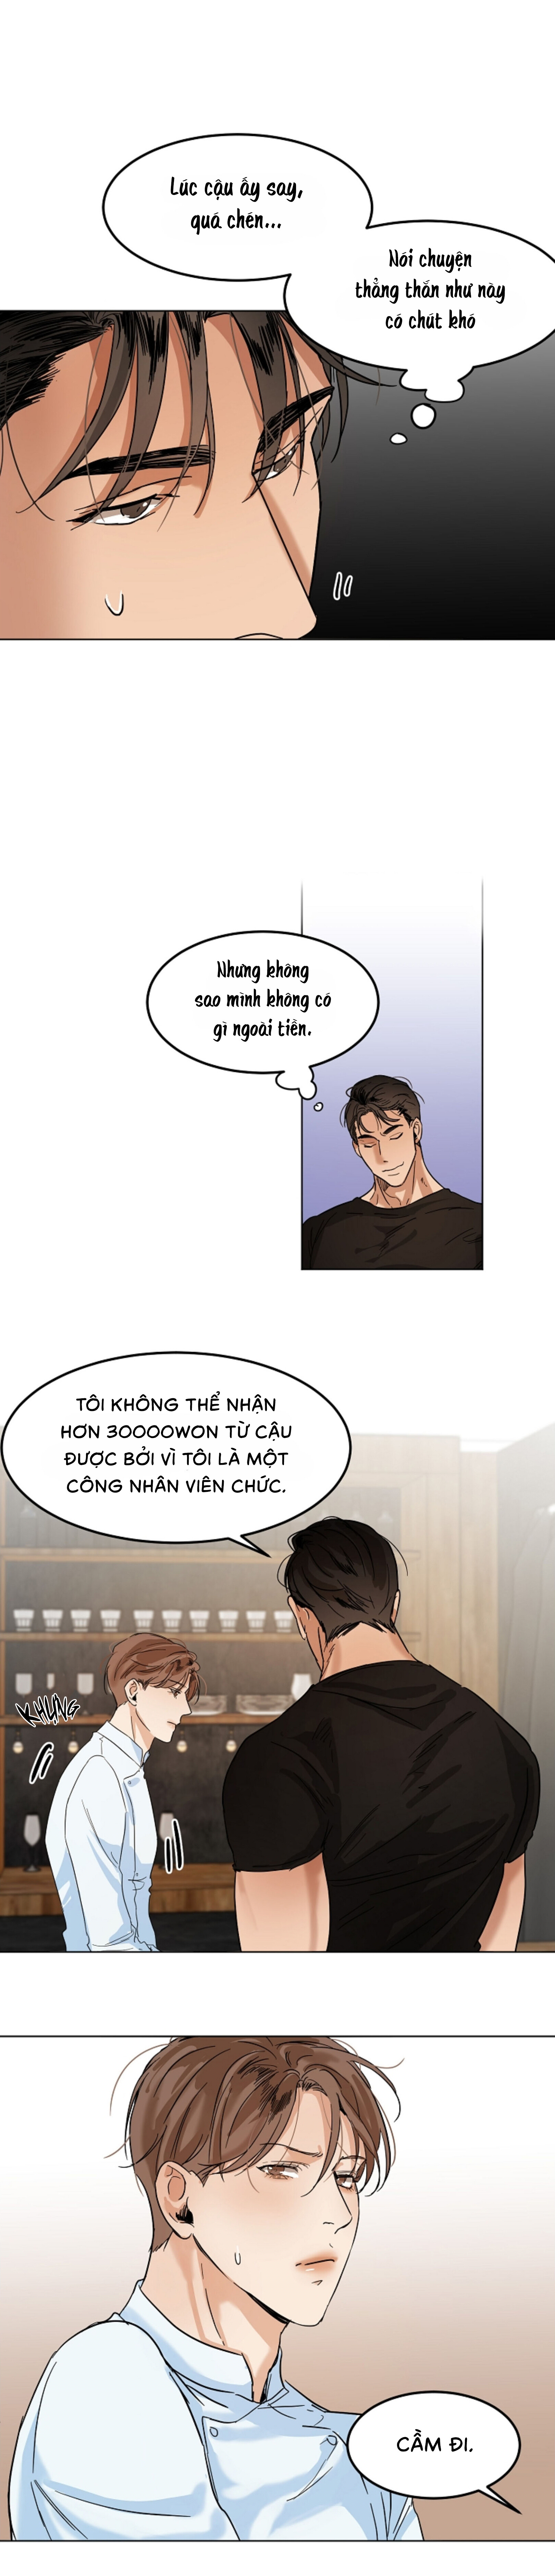 Lúc cậu ấy say,
quá chén...
Nói chuyện
thẳng thắn như này
có chút khó
Nhưng không
sao mình không có
gì ngoài tiền.
TÔI KHÔNG THỂ NHẬN
HƠN 30000WON TỪ CẬU
ĐƯỢC BỞI VÌ TÔI LÀ MỘT
CÔNG NHÂN VIÊN CHỨC.
KHỰNG
CẦM ĐI.